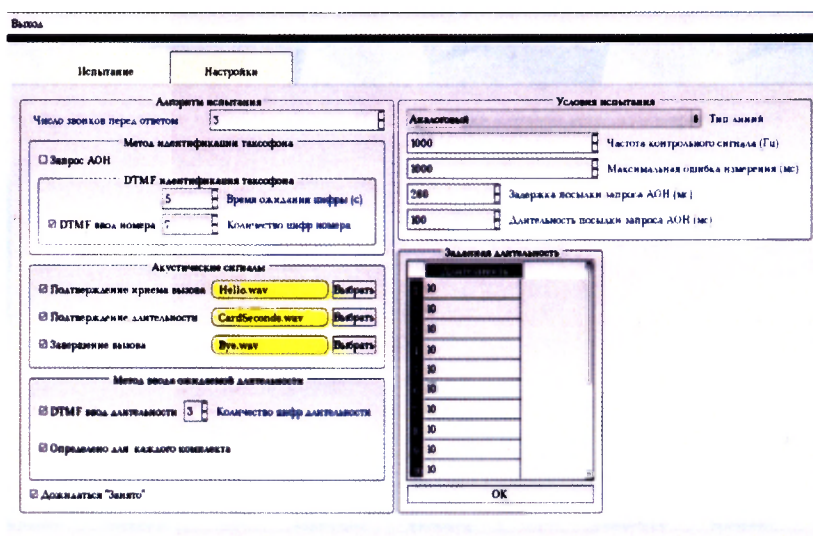 Выход
Испытание
Настройки
Алгоритм испытания
Число звонков перед ответом 3
Метод идентификации таксофона
Запрос АОН
DTMF идентификация таксофона
5 Время ожидания цифры (с)
DTMF ввод номера 7 Количество цифр номера
Акустические сигналы
Подтверждение приема вызова Hello.wav Выбрать
Подтверждение длительности CardSeconds.wav Выбрать
Завершение вызова Bye.wav Выбрать
Метод ввода ожидаемой длительности
DTMF ввод длительности 3 Количество цифр длительности
Определено для каждого комплекта
Дожидаться "Занято"
Условия испытания
Аналоговый Тип линий
1000 Частота контрольного сигнала (Гц)
1000 Максимальная ошибка измерения (мс)
280 Задержка посылки запроса АОН (мс)
100 Длительность посылки запроса АОН (мс)
Заданная длительность
10
10
10
10
10
10
10
10
10
10
OK